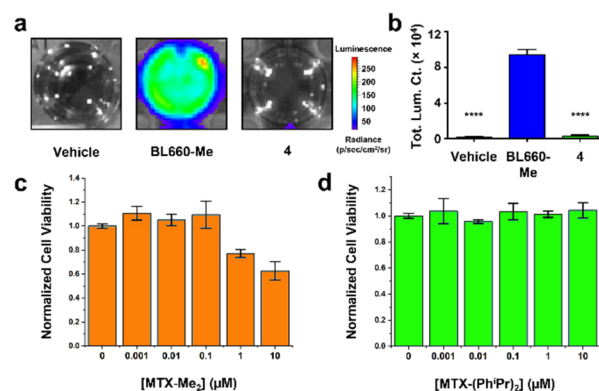 a
Luminescence
250
200
150
100
50
Radiance
(p/sec/cm²/sr)
Vehicle
BL660-Me
4
b
Tot. Lum. Ct. (× 10⁴)
12
8
4
0
****
****
Vehicle
BL660-
Me
4
c
Normalized Cell Viability
1.4
1.2
1.0
0.8
0.6
0.4
0.2
0.0
0
0.001
0.01
0.1
1
10
[MTX-Me₂] (µM)
d
Normalized Cell Viability
1.2
1.0
0.8
0.6
0.4
0.2
0.0
0
0.001
0.01
0.1
1
10
[MTX-(PhⁱPr)₂] (µM)